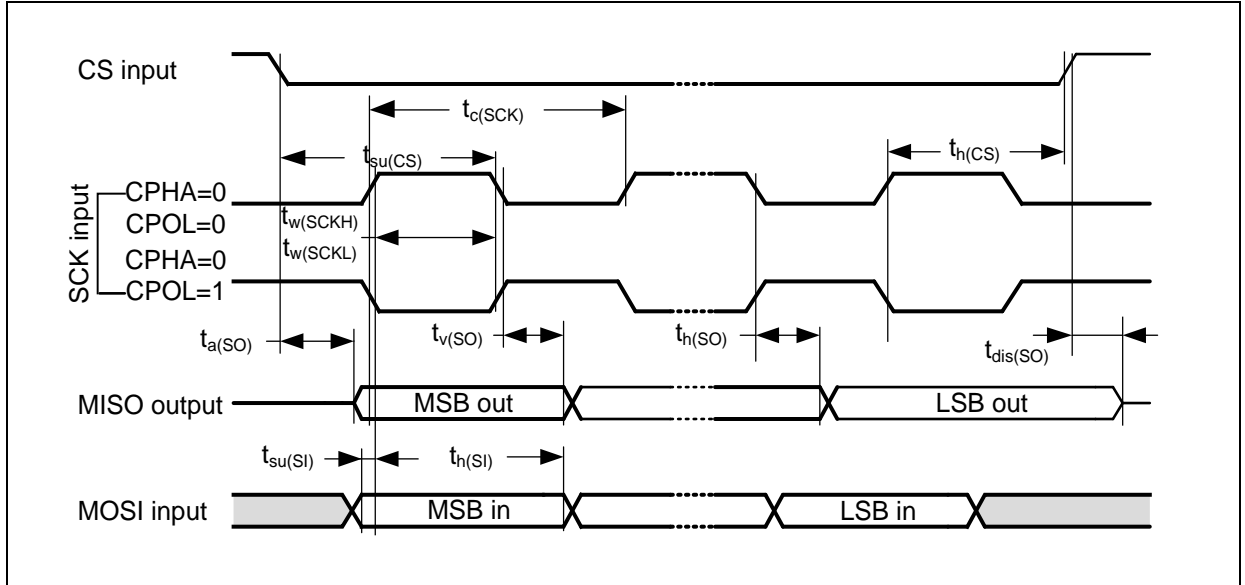 CS input
tc(SCK)
tsu(CS)
th(CS)
SCK input
CPHA=0
CPOL=0
tw(SCKH)
tw(SCKL)
CPHA=0
CPOL=1
ta(SO)
tv(SO)
th(SO)
tdis(SO)
MISO output
MSB out
LSB out
tsu(SI)
th(SI)
MOSI input
MSB in
LSB in